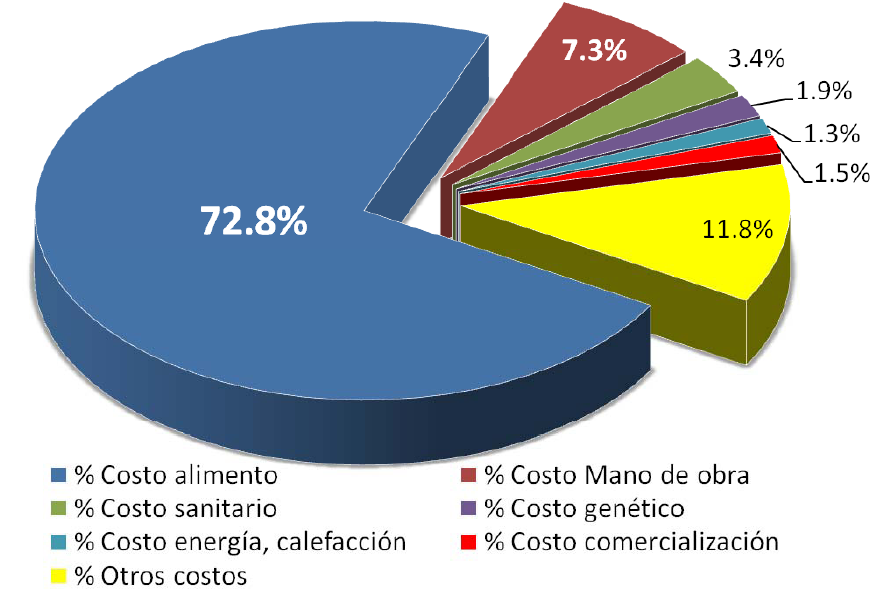 7.3%
3.4%
1.9%
1.3%
1.5%
72.8%
11.8%
% Costo alimento
% Costo Mano de obra
% Costo sanitario
% Costo genético
% Costo energía, calefacción
% Costo comercialización
% Otros costos